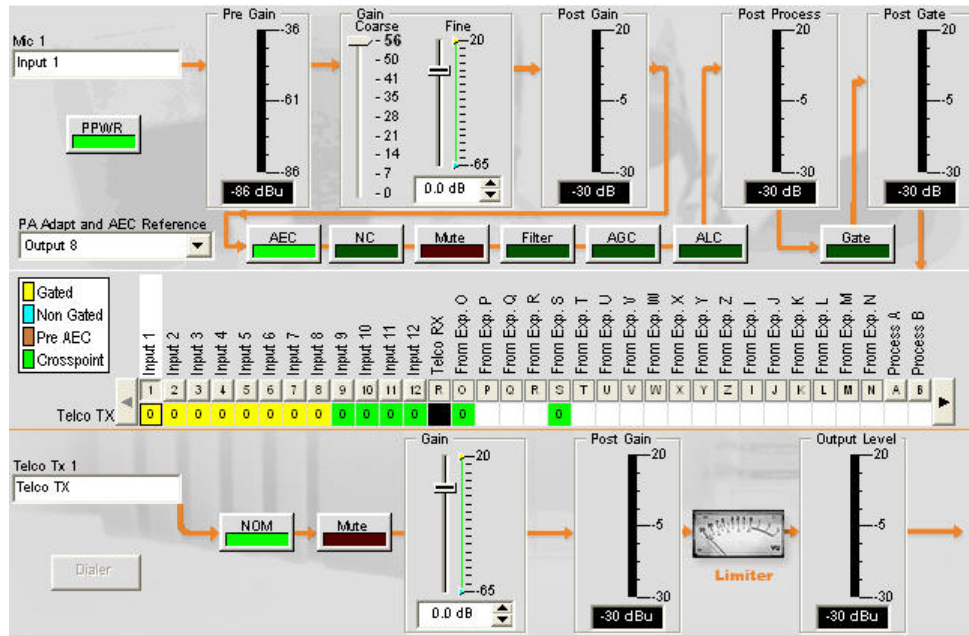 Pre Gain
Gain
Post Gain
Post Process
Post Gate
Coarse
Fine
Mic 1
Input 1
PPWR
-36
-61
-86
-86 dBu
- 56
- 50
- 41
- 35
- 28
- 21
- 14
- 7
- 0
20
-65
0.0 dB
20
-5
-30
-30 dB
20
-5
-30
-30 dB
20
-5
-30
-30 dB
PA Adapt and AEC Reference
Output 8
AEC
NC
Mute
Filter
AGC
ALC
Gate
Gated
Non Gated
Pre AEC
Crosspoint
Input 1
Input 2
Input 3
Input 4
Input 5
Input 6
Input 7
Input 8
Input 9
Input 10
Input 11
Input 12
Telco RX
From Exp. O
From Exp. P
From Exp. Q
From Exp. R
From Exp. S
From Exp. T
From Exp. U
From Exp. V
From Exp. W
From Exp. X
From Exp. Y
From Exp. Z
From Exp. I
From Exp. J
From Exp. K
From Exp. L
From Exp. M
From Exp. N
Process A
Process B
1 2 3 4 5 6 7 8 9 10 11 12 R O P Q R S T U V W X Y Z I J K L M N A B
Telco TX 0 0 0 0 0 0 0 0 0 0 0 0 0 0
Gain
Post Gain
Output Level
Telco Tx 1
Telco TX
NOM
Mute
Dialer
20
-65
0.0 dB
20
-5
-30
-30 dBu
VU
Limiter
20
-5
-30
-30 dBu